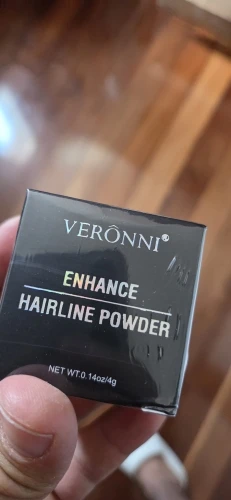 VERÔNNI®
ENHANCE
HAIRLINE POWDER
NET WT.0.14oz/4g